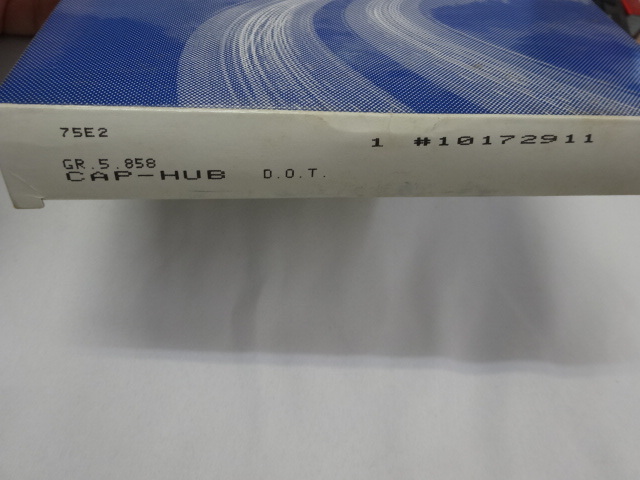 75E2
1 #10172911
GR.5.858
CAP-HUB D.O.T.